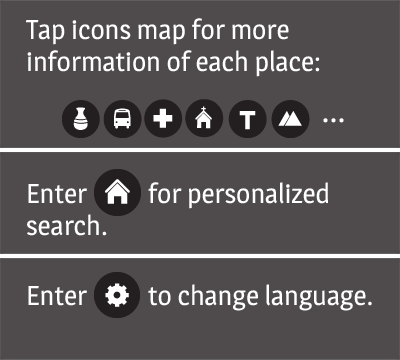 Tap icons map for more
information of each place:
T ...
Enter for personalized
search.
Enter to change language.